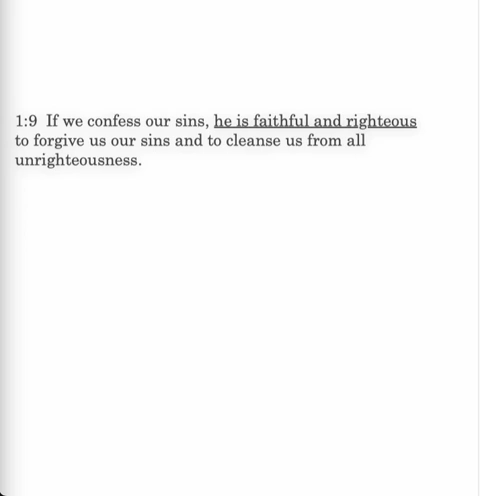 1:9 If we confess our sins, he is faithful and righteous
to forgive us our sins and to cleanse us from all
unrighteousness.